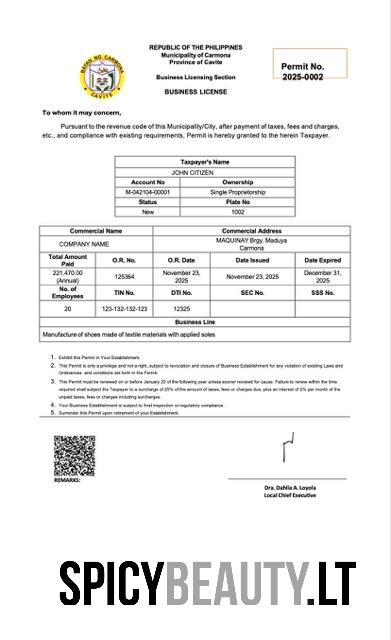 REPUBLIC OF THE PHILIPPINES
Municipality of Carmona
Province of Cavite
Business Licensing Section
BUSINESS LICENSE
Permit No.
2025-0002
BAYAN NG CARMONA
CAVITE
To whom it may concern,
Pursuant to the revenue code of this Municipality/City, after payment of taxes, fees and charges,
etc., and compliance with existing requirements, Permit is hereby granted to the herein Taxpayer.
Taxpayer's Name
JOHN CITIZEN
Account No Ownership
M-042104-00001 Single Proprietorship
Status Plate No
New 1002
Commercial Name Commercial Address
COMPANY NAME MAQUINAY Brgy. Maduya
Carmona
Total Amount Paid O.R. No. O.R. Date Date Issued Date Expired
221,470.00 (Annual) 125364 November 23, 2025 November 23, 2025 December 31, 2025
No. of Employees TIN No. DTI No. SEC No. SSS No.
20 123-132-132-123 12325
Business Line
Manufacture of shoes made of textile materials with applied soles
1. Exhibit this Permit in Your Establishment.
2. This Permit is only a privilege and not a right, subject to revocation and closure of Business Establishment for any violation of existing Laws and
Ordinances and conditions set form in the Permit.
3. This Permit must be renewed on or before January 20 of the following year unless sooner revoked for cause. Failure to renew within the time
required shall subject the Taxpayer to surcharge of 25% of the amount of taxes, fees or charges due, plus an interest of 2% per month of the
unpaid taxes, fees or charges including surcharges.
4. Your Business Establishment is subject to final inspection or regulatory compliance.
5. Surrender this Permit upon retirement of your Establishment.
REMARKS:
Dra. Dahlia A. Loyola
Local Chief Executive
SPICYBEAUTY.LT